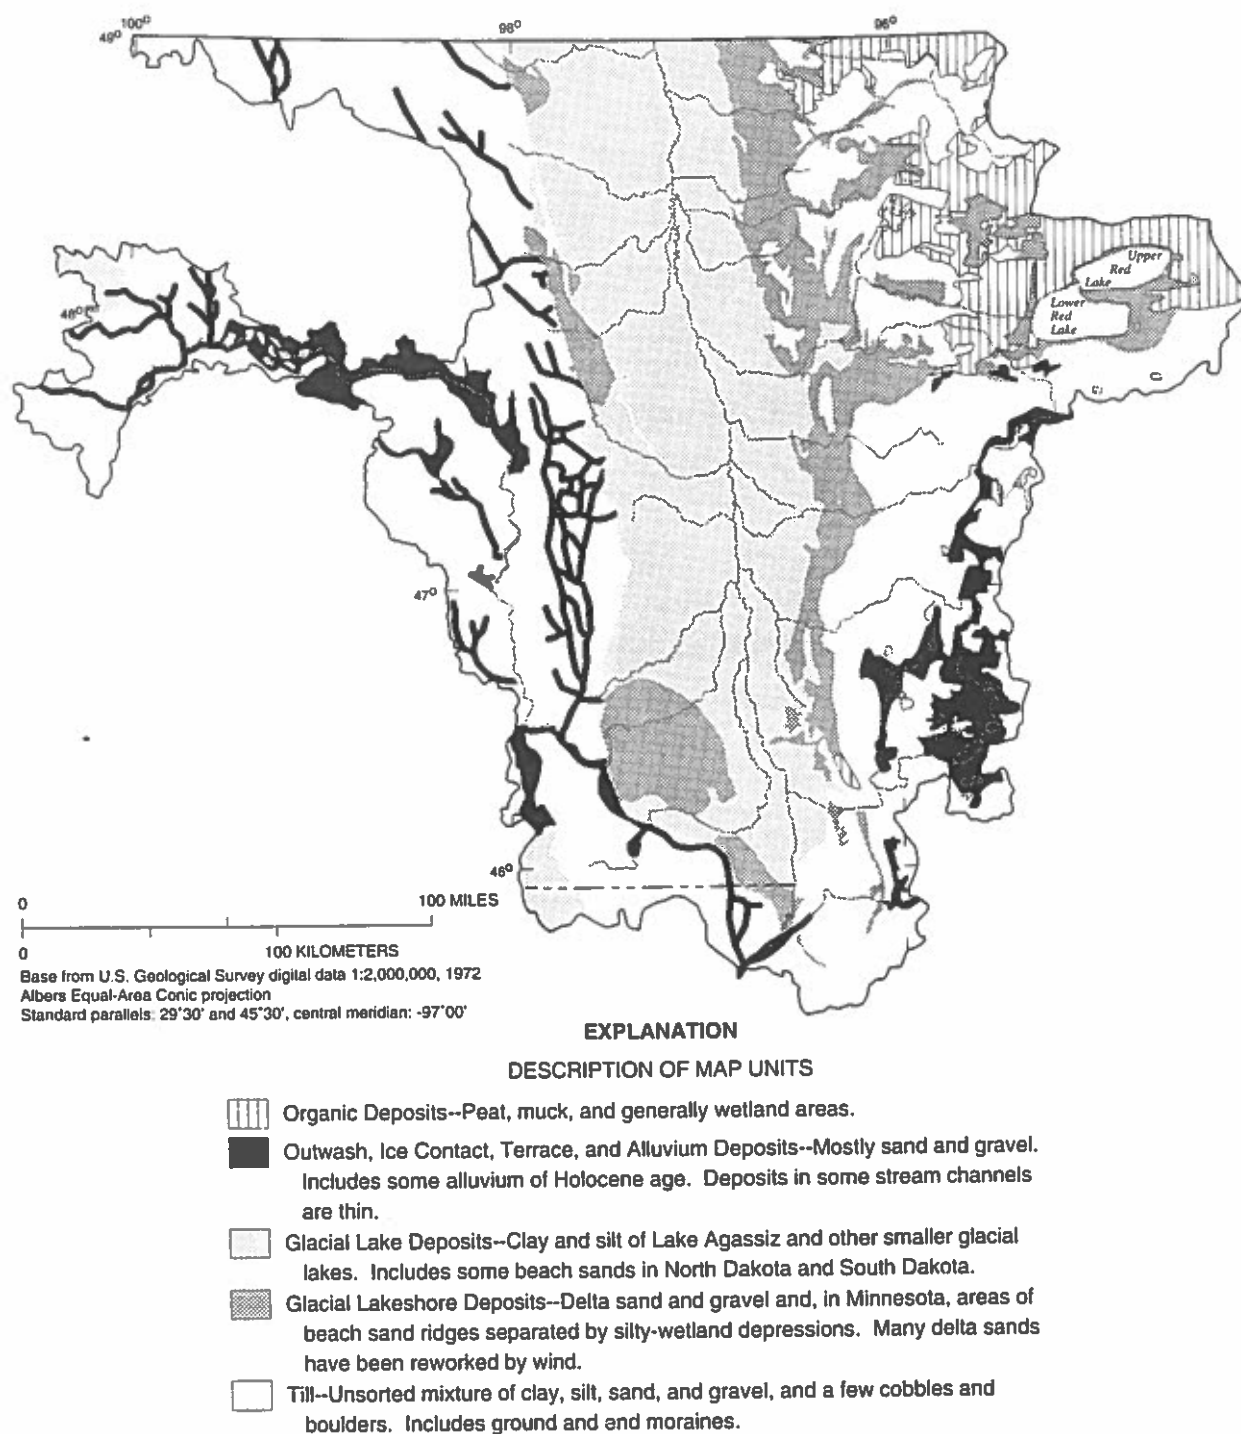 100°
98°
96°
49°
48°
Upper
Red
Lake
Lower
Red
Lake
47°
46°
0 100 MILES
0 100 KILOMETERS
Base from U.S. Geological Survey digital data 1:2,000,000, 1972
Albers Equal-Area Conic projection
Standard parallels: 29°30' and 45°30', central meridian: -97°00'
EXPLANATION
DESCRIPTION OF MAP UNITS
Organic Deposits--Peat, muck, and generally wetland areas.
Outwash, Ice Contact, Terrace, and Alluvium Deposits--Mostly sand and gravel.
Includes some alluvium of Holocene age. Deposits in some stream channels
are thin.
Glacial Lake Deposits--Clay and silt of Lake Agassiz and other smaller glacial
lakes. Includes some beach sands in North Dakota and South Dakota.
Glacial Lakeshore Deposits--Delta sand and gravel and, in Minnesota, areas of
beach sand ridges separated by silty-wetland depressions. Many delta sands
have been reworked by wind.
Till--Unsorted mixture of clay, silt, sand, and gravel, and a few cobbles and
boulders. Includes ground and end moraines.